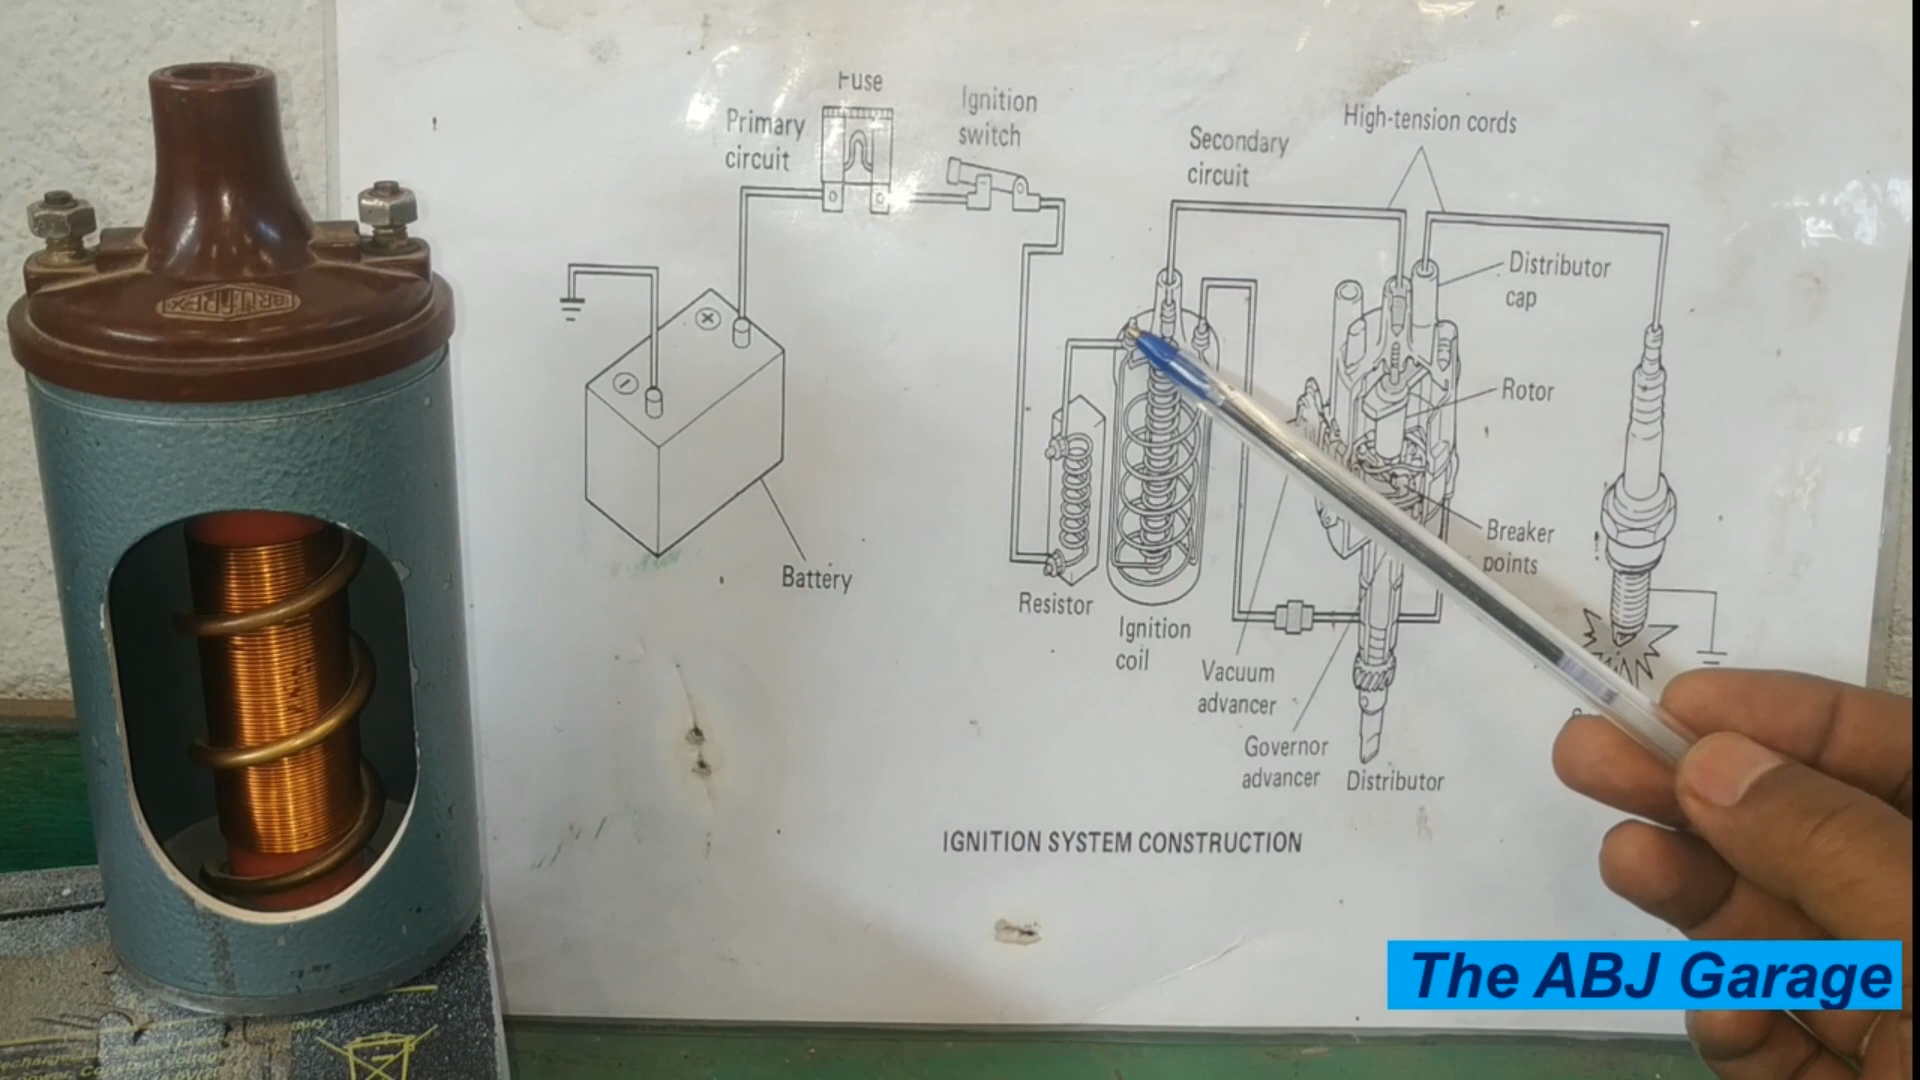 Fuse
Primary
circuit
Ignition
switch
Secondary
circuit
High-tension cords
Distributor
cap
Rotor
Breaker
points
Battery
Resistor
Ignition
coil
Vacuum
advancer
Governor
advancer
Distributor
IGNITION SYSTEM CONSTRUCTION
The ABJ Garage